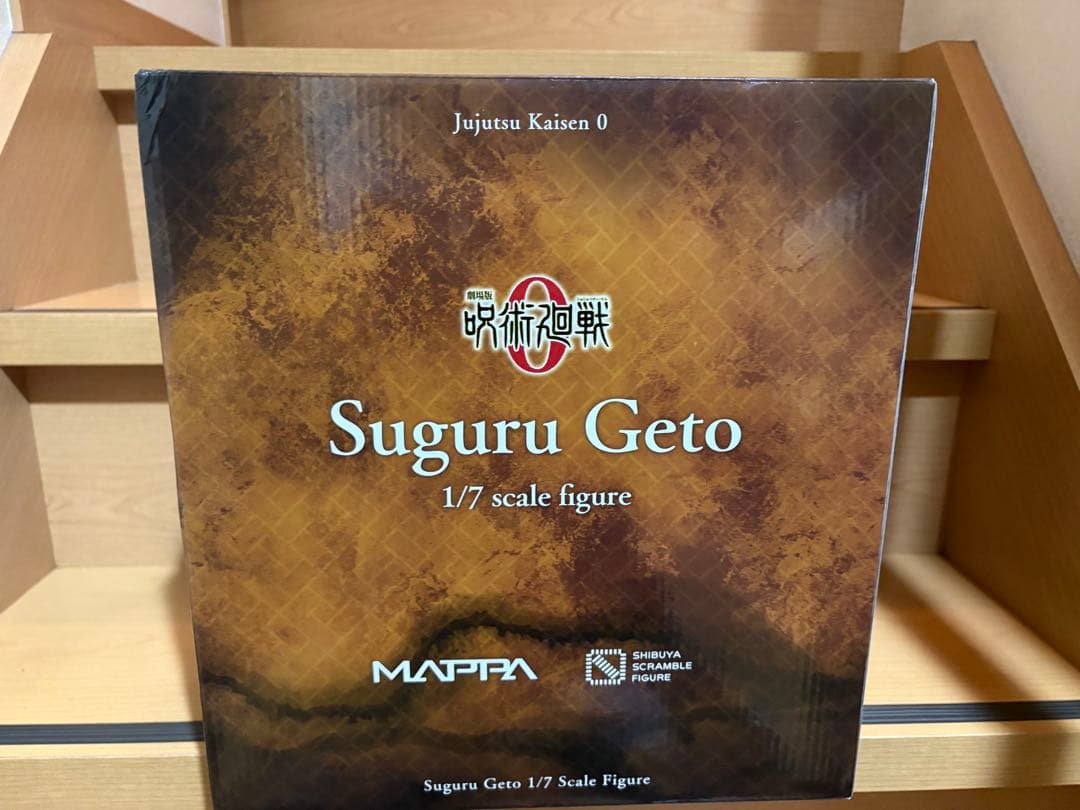 Jujutsu Kaisen 0
劇場版
呪術廻戦
0
Suguru Geto
1/7 scale figure
MAPPA
SHIBUYA
SCRAMBLE
FIGURE
Suguru Geto 1/7 Scale Figure